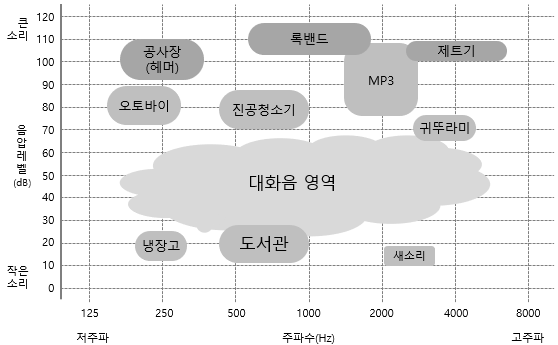 큰
소리
120
110
100
90
80
70
60
50
40
30
20
10
0
음
압
레
벨
(dB)
작은
소리
공사장
(헤머)
록밴드
제트기
MP3
오토바이
진공청소기
귀뚜라미
대화음 영역
냉장고
도서관
새소리
125
250
500
1000
2000
4000
8000
저주파
주파수(Hz)
고주파